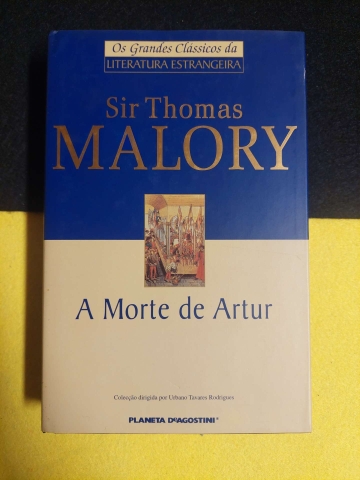 Os Grandes Clássicos da
LITERATURA ESTRANGEIRA
Sir Thomas
MALORY
A Morte de Artur
Colecção dirigida por Urbano Tavares Rodrigues
PLANETA DEAGOSTINI